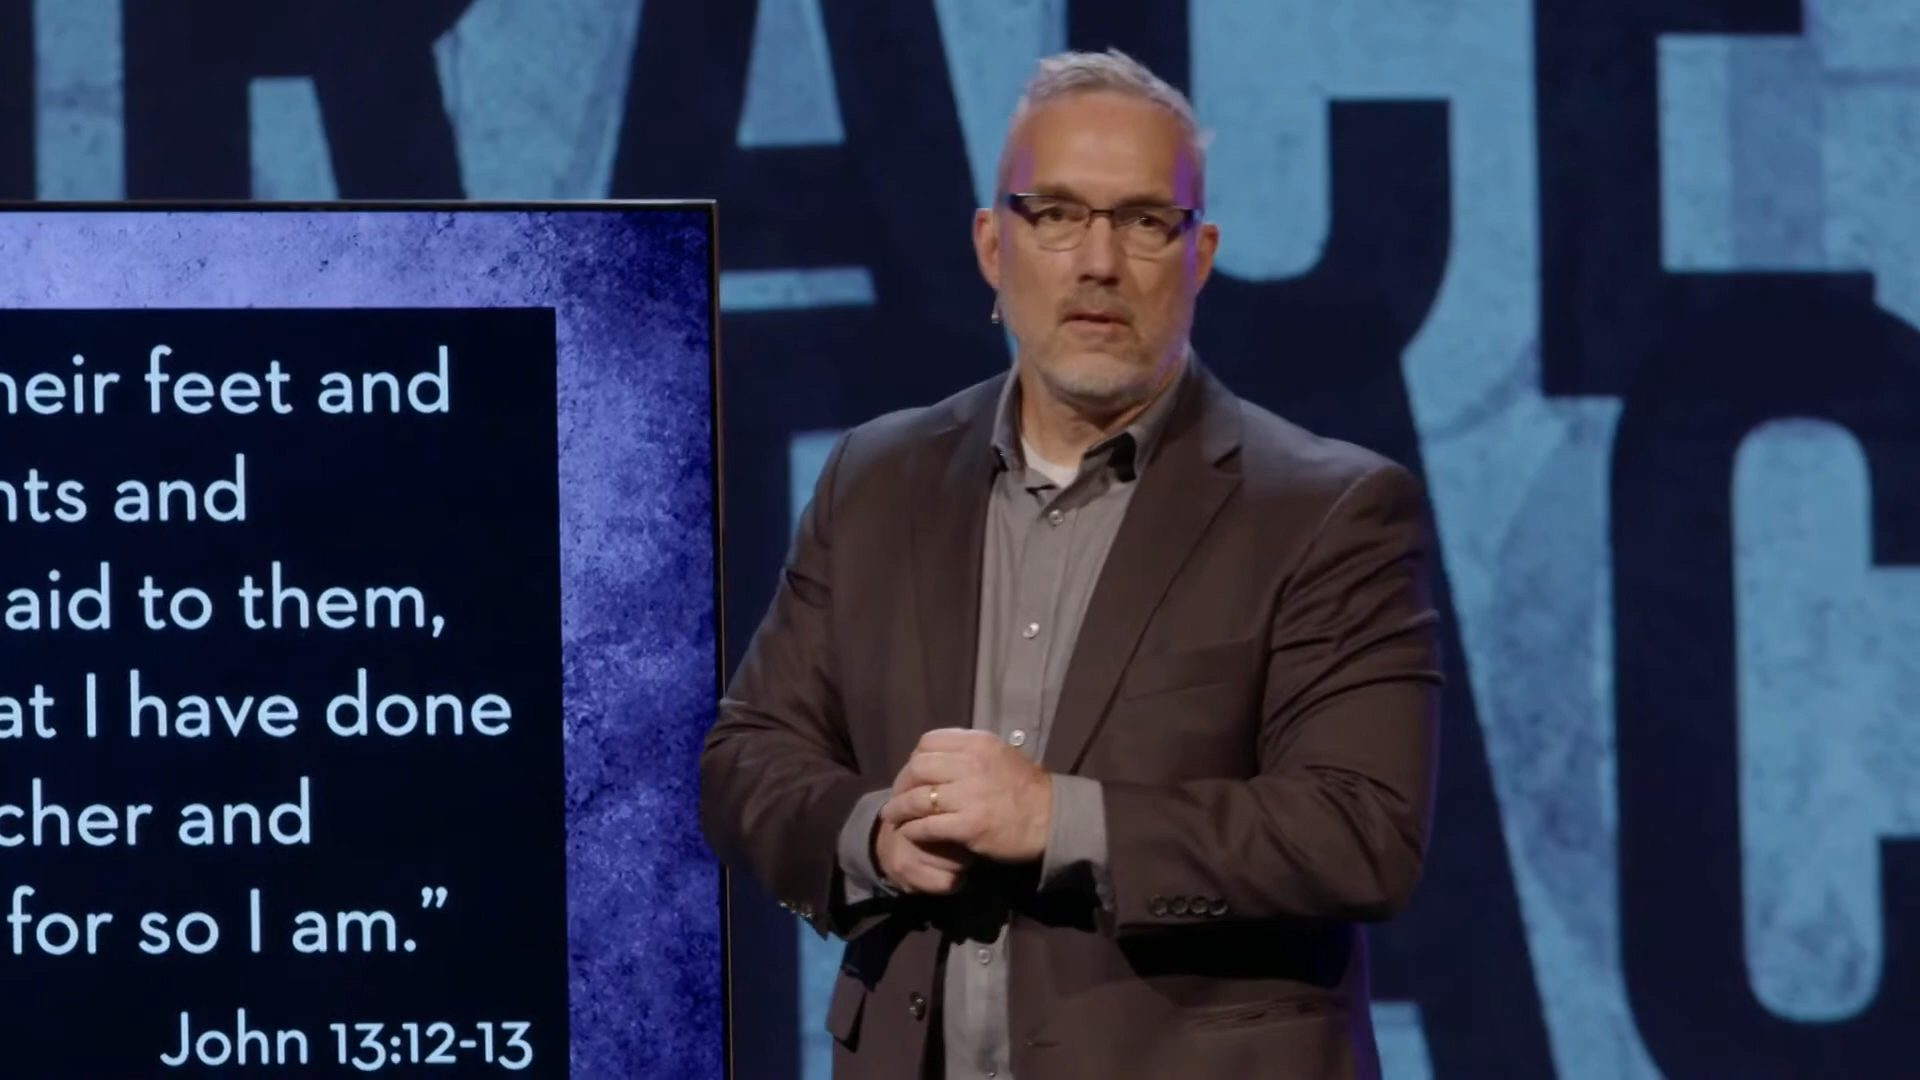 heir feet and
nts and
aid to them,
at I have done
cher and
for so I am.”
John 13:12-13